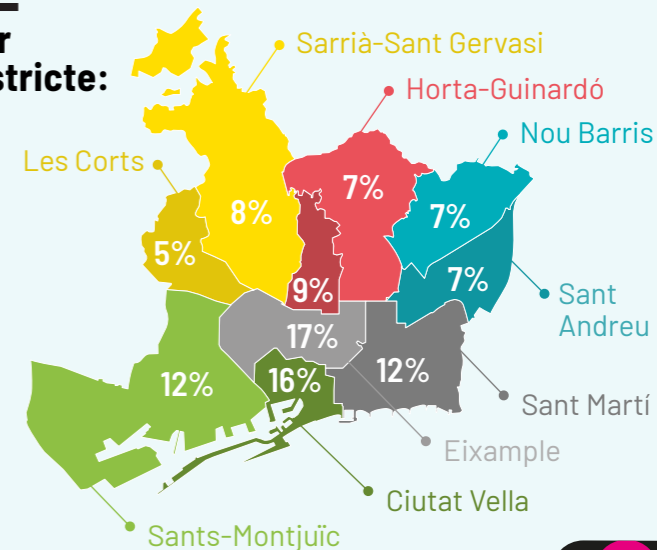 r
stricte:
Sarrià-Sant Gervasi
Horta-Guinardó
Nou Barris
Les Corts
7%
8%
7%
5%
7%
9%
Sant
Andreu
17%
12%
16%
12%
Sant Martí
Eixample
Ciutat Vella
Sants-Montjuïc